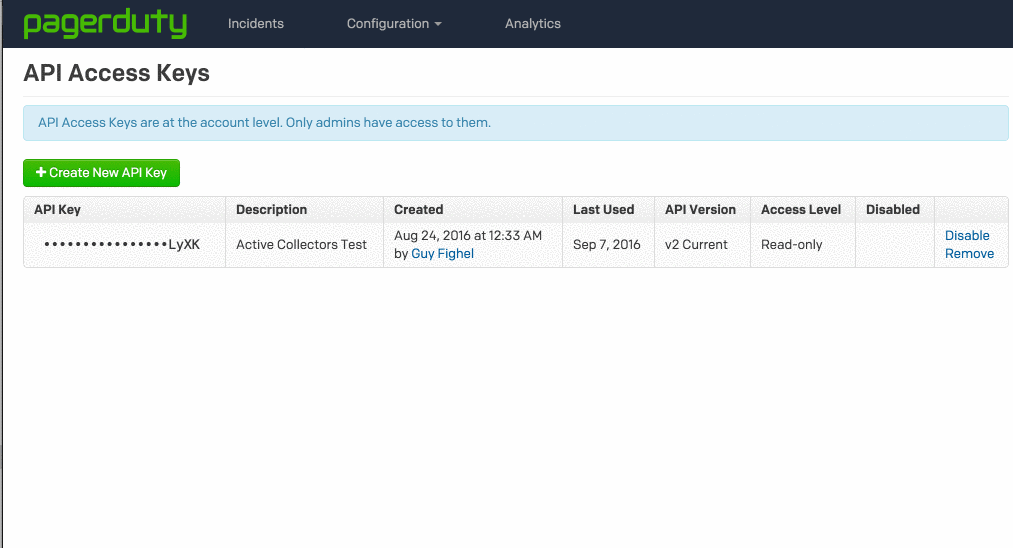 pagerduty Incidents Configuration Analytics
API Access Keys
API Access Keys are at the account level. Only admins have access to them.
+ Create New API Key
API Key Description Created Last Used API Version Access Level Disabled
••••••••••••••••LyXK Active Collectors Test Aug 24, 2016 at 12:33 AM by Guy Fighel Sep 7, 2016 v2 Current Read-only Disable Remove